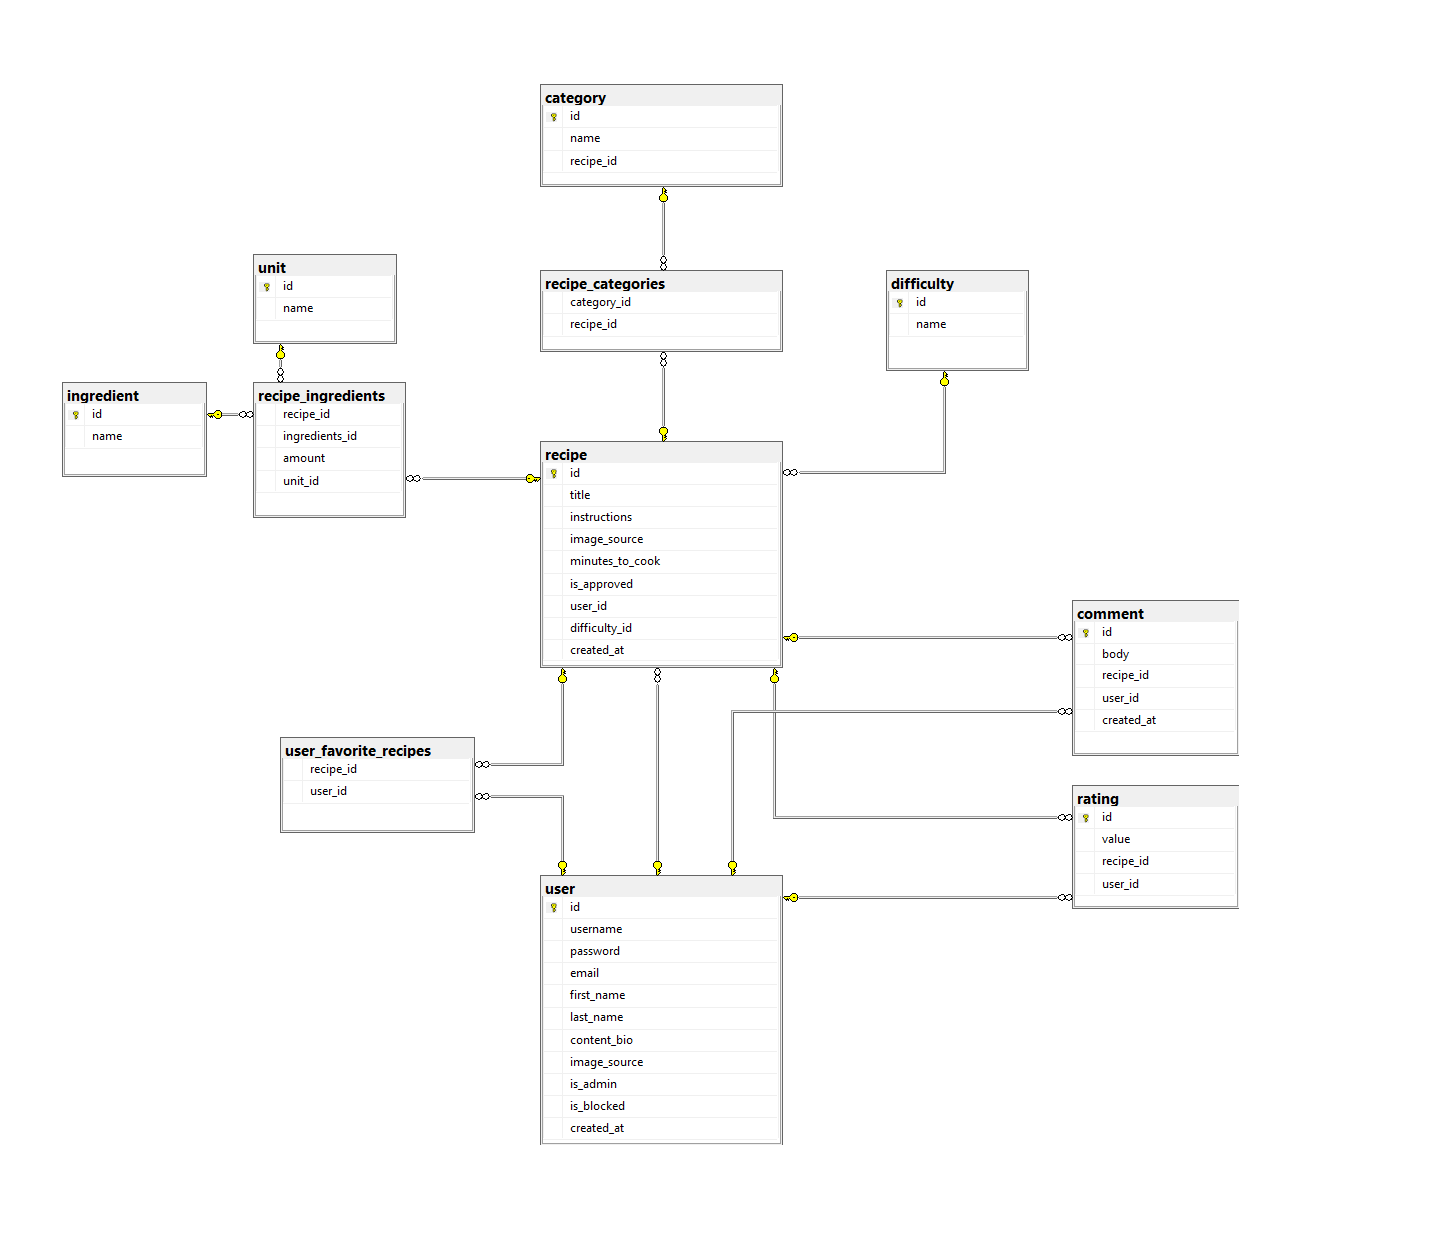 category
id
name
recipe_id
unit
id
name
recipe_categories
category_id
recipe_id
difficulty
id
name
ingredient
id
name
recipe_ingredients
recipe_id
ingredients_id
amount
unit_id
recipe
id
title
instructions
image_source
minutes_to_cook
is_approved
user_id
difficulty_id
created_at
comment
id
body
recipe_id
user_id
created_at
user_favorite_recipes
recipe_id
user_id
rating
id
value
recipe_id
user_id
user
id
username
password
email
first_name
last_name
content_bio
image_source
is_admin
is_blocked
created_at